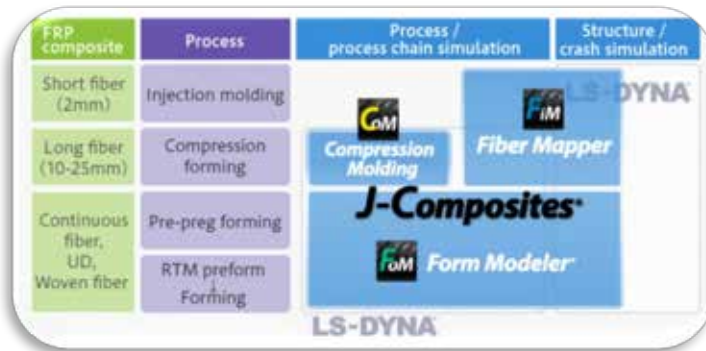 FRP
composite
Process
Process /
process chain simulation
Structure /
crash simulation
Short fiber
(2mm)
Injection molding
LS-DYNA
CoM
FiM
Long fiber
(10-25mm)
Compression
forming
Compression
Molding
Fiber Mapper
J-Composites®
Continuous
fiber,
UD,
Woven fiber
Pre-preg forming
RTM preform
↓
Forming
FoM
Form Modeler
LS-DYNA